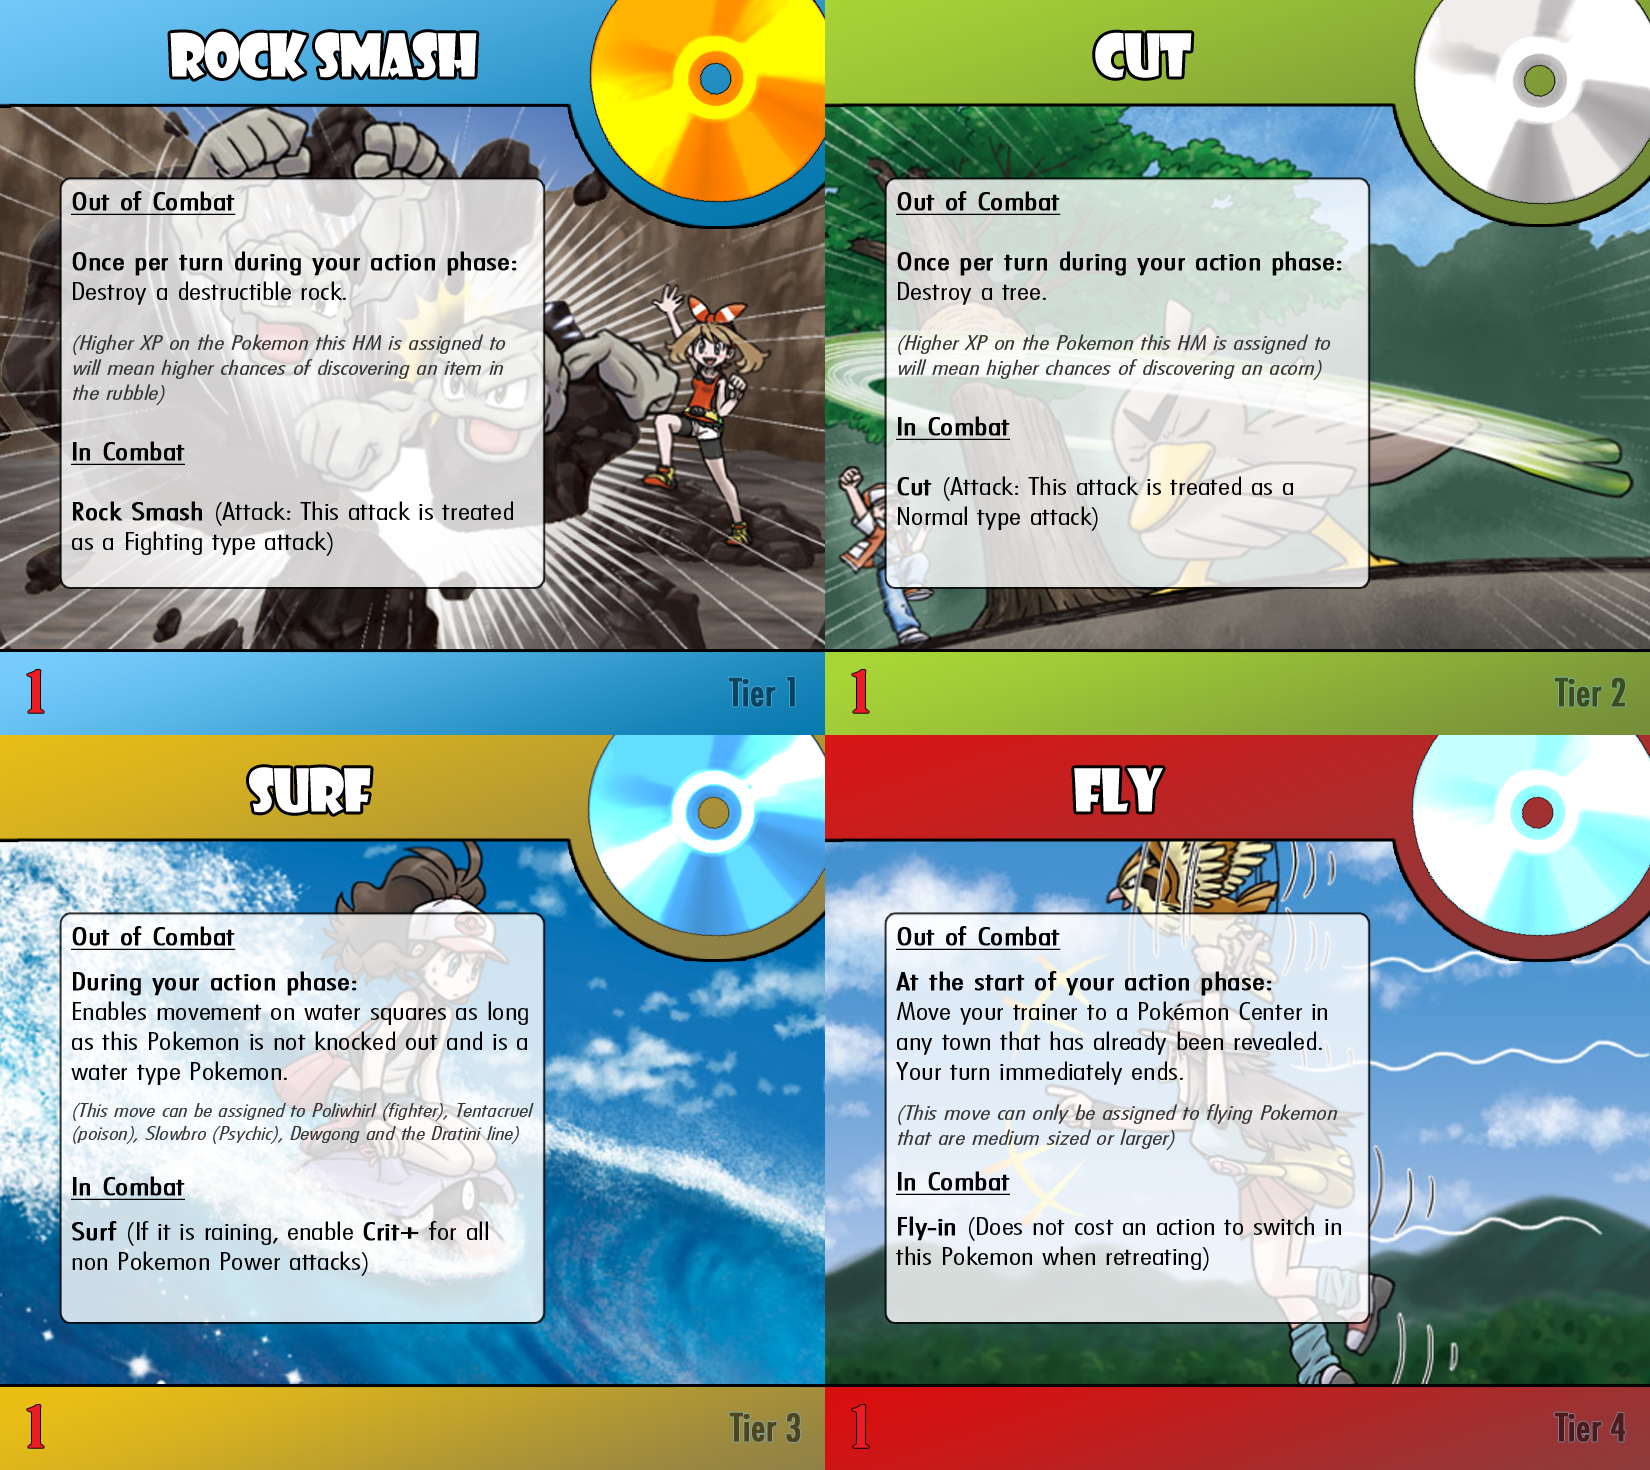 ROCK SMASH
Out of Combat
Once per turn during your action phase:
Destroy a destructible rock.
(Higher XP on the Pokemon this HM is assigned to
will mean higher chances of discovering an item in
the rubble)
In Combat
Rock Smash (Attack: This attack is treated
as a Fighting type attack)
1
Tier 1
CUT
Out of Combat
Once per turn during your action phase:
Destroy a tree.
(Higher XP on the Pokemon this HM is assigned to
will mean higher chances of discovering an acorn)
In Combat
Cut (Attack: This attack is treated as a
Normal type attack)
1
Tier 2
SURF
Out of Combat
During your action phase:
Enables movement on water squares as long
as this Pokemon is not knocked out and is a
water type Pokemon.
(This move can be assigned to Poliwhirl (fighter), Tentacruel
(poison), Slowbro (Psychic), Dewgong and the Dratini line)
In Combat
Surf (If it is raining, enable Crit+ for all
non Pokemon Power attacks)
1
Tier 3
FLY
Out of Combat
At the start of your action phase:
Move your trainer to a Pokémon Center in
any town that has already been revealed.
Your turn immediately ends.
(This move can only be assigned to flying Pokemon
that are medium sized or larger)
In Combat
Fly-in (Does not cost an action to switch in
this Pokemon when retreating)
1
Tier 4